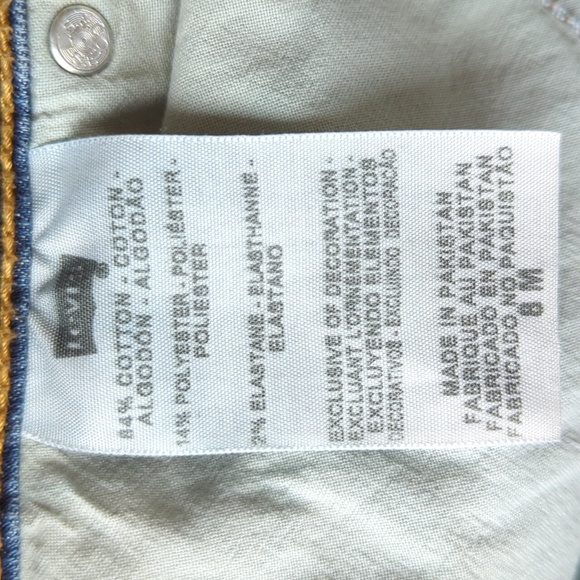 Levi's
84% COTTON - COTON -
ALGODÓN - ALGODÃO
14% POLYESTER - POLIÉSTER -
POLIESTER
2% ELASTANE - ELASTHANNE -
ELASTANO
EXCLUSIVE OF DECORATION -
EXCLUANT L'ORNEMENTATION -
EXCLUYENDO ELEMENTOS
DECORATIVOS - EXCLUINDO DECORAÇÃO
MADE IN PAKISTAN
FABRIQUE AU PAKISTAN
FABRICADO EN PAKISTAN
FABRICADO NO PAQUISTÃO
8 M